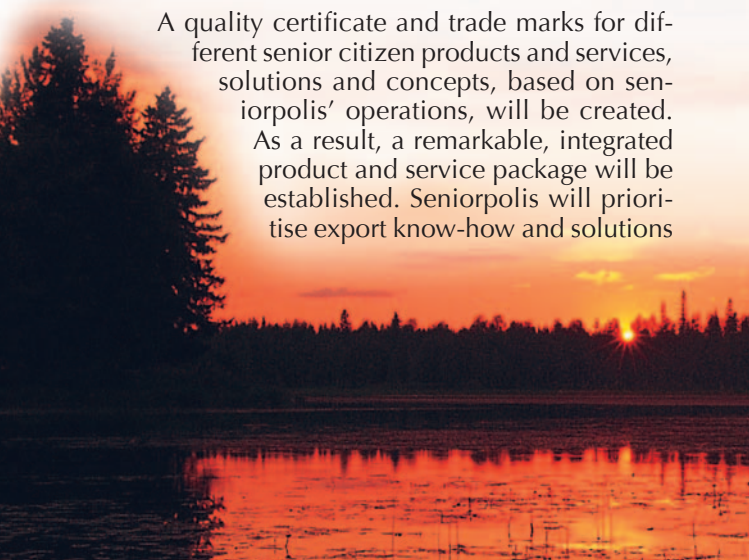 A quality certificate and trade marks for dif-
ferent senior citizen products and services,
solutions and concepts, based on sen-
iorpolis’ operations, will be created.
As a result, a remarkable, integrated
product and service package will be
established. Seniorpolis will priori-
tise export know-how and solutions